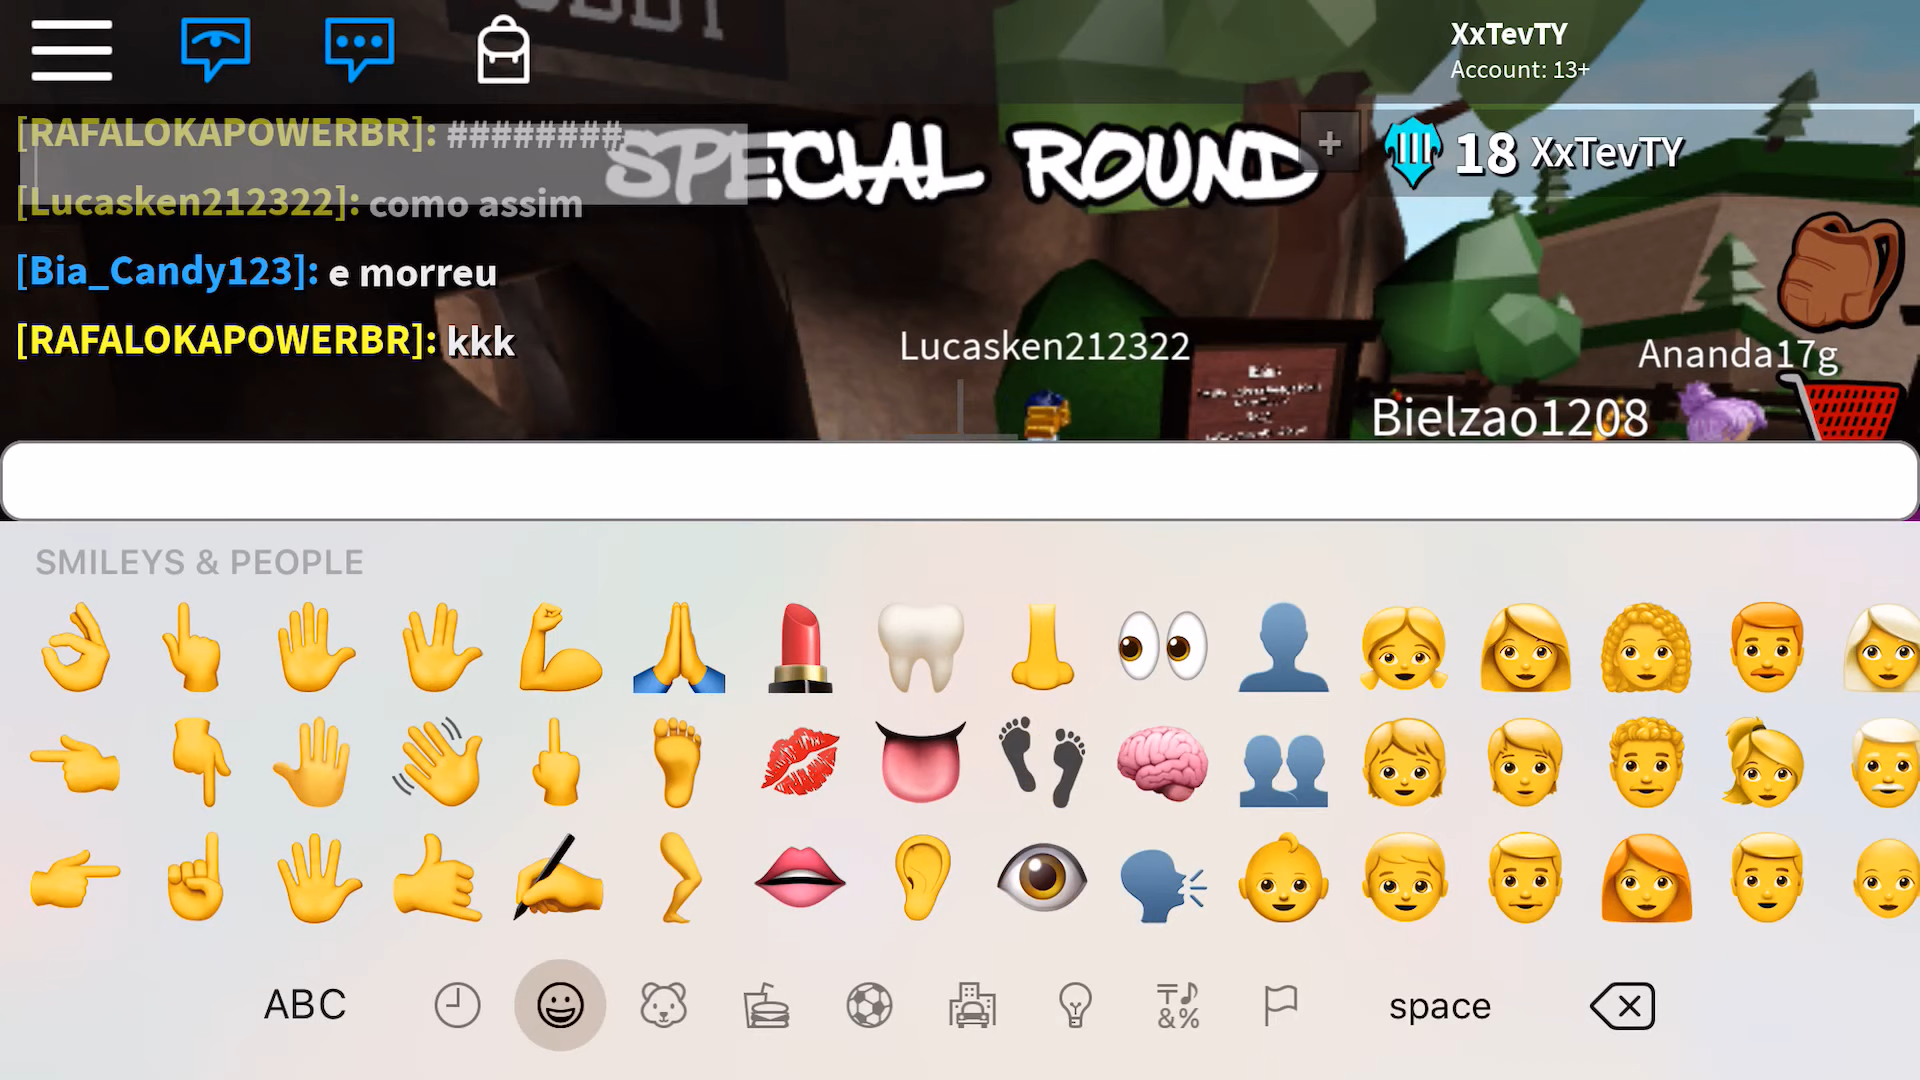 XxTevTY
Account: 13+
[RAFALOKAPOWERBR]: ########
SPECIAL ROUND
+
18 XxTevTY
[Lucasken212322]: como assim
[Bia_Candy123]: e morreu
[RAFALOKAPOWERBR]: kkk
Lucasken212322
Ananda17g
Bielzao1208
SMILEYS & PEOPLE
ABC
space